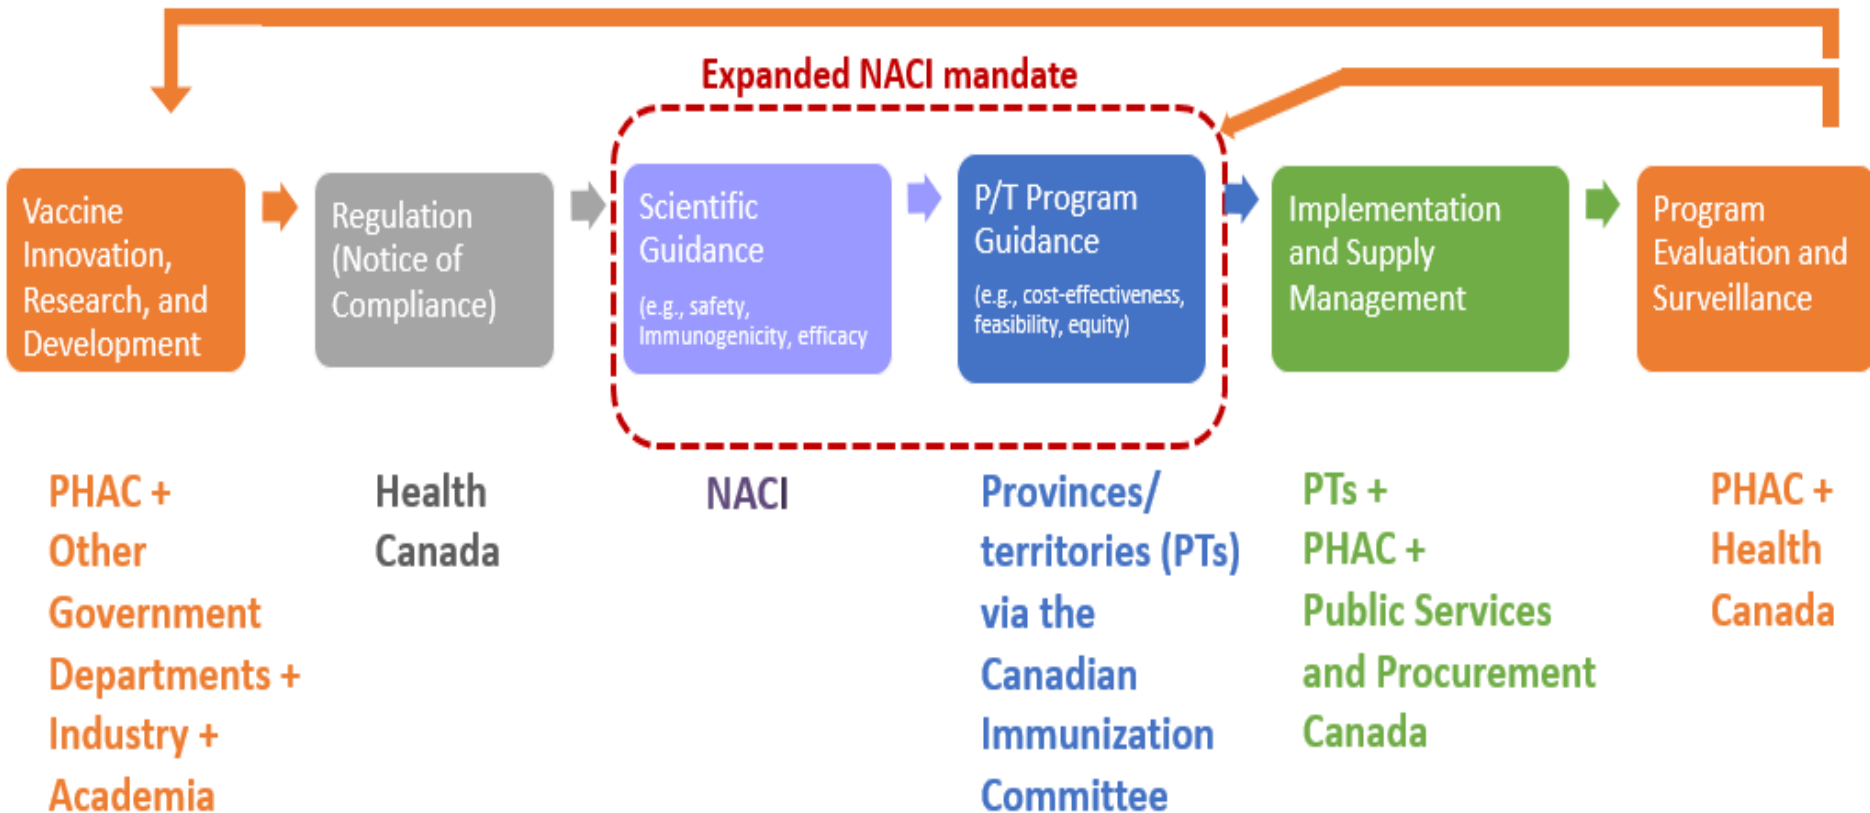 Expanded NACI mandate
Vaccine
Innovation,
Research, and
Development
Regulation
(Notice of
Compliance)
Scientific
Guidance
(e.g., safety,
Immunogenicity, efficacy
P/T Program
Guidance
(e.g., cost-effectiveness,
feasibility, equity)
Implementation
and Supply
Management
Program
Evaluation and
Surveillance
PHAC +
Other
Government
Departments +
Industry +
Academia
Health
Canada
NACI
Provinces/
territories (PTs)
via the
Canadian
Immunization
Committee
PTs +
PHAC +
Public Services
and Procurement
Canada
PHAC +
Health
Canada